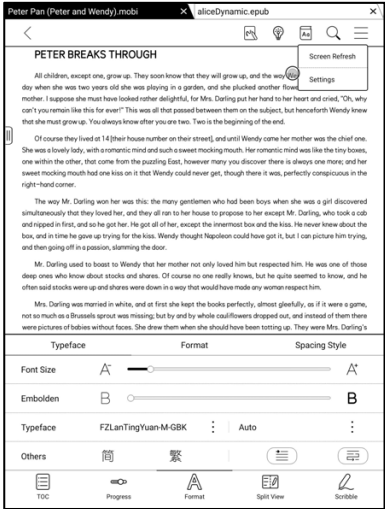 Peter Pan (Peter and Wendy).mobi
aliceDynamic.epub
Screen Refresh
Settings
PETER BREAKS THROUGH
All children, except one, grow up. They soon know that they will grow up, and the way We
day when she was two years old she was playing in a garden, and she plucked another flow
mother. I suppose she must have looked rather delightful, for Mrs. Darling put her hand to her heart and cried, "Oh, why
can't you remain like this for ever!" This was all that passed between them on the subject, but henceforth Wendy knew
that she must grow up. You always know after you are two. Two is the beginning of the end.
Of course they lived at 14 [their house number on their street], and until Wendy came her mother was the chief one.
She was a lovely lady, with a romantic mind and such a sweet mocking mouth. Her romantic mind was like the tiny boxes,
one within the other, that come from the puzzling East, however many you discover there is always one more; and her
sweet mocking mouth had one kiss on it that Wendy could never get, though there it was, perfectly conspicuous in the
right-hand corner.
The way Mr. Darling won her was this: the many gentlemen who had been boys when she was a girl discovered
simultaneously that they loved her, and they all ran to her house to propose to her except Mr. Darling, who took a cab
and nipped in first, and so he got her. He got all of her, except the innermost box and the kiss. He never knew about the
box, and in time he gave up trying for the kiss. Wendy thought Napoleon could have got it, but I can picture him trying,
and then going off in a passion, slamming the door.
Mr. Darling used to boast to Wendy that her mother not only loved him but respected him. He was one of those
deep ones who know about stocks and shares. Of course no one really knows, but he quite seemed to know, and he
often said stocks were up and shares were down in a way that would have made any woman respect him.
Mrs. Darling was married in white, and at first she kept the books perfectly, almost gleefully, as if it were a game,
not so much as a Brussels sprout was missing; but by and by whole cauliflowers dropped out, and instead of them there
were pictures of babies without faces. She drew them when she should have been totting up. They were Mrs. Darling's
Typeface Format Spacing Style
Font Size A- A+
Embolden B B
Typeface FZLanTingYuan-M-GBK Auto
Others 简 繁
TOC Progress Format Split View Scribble